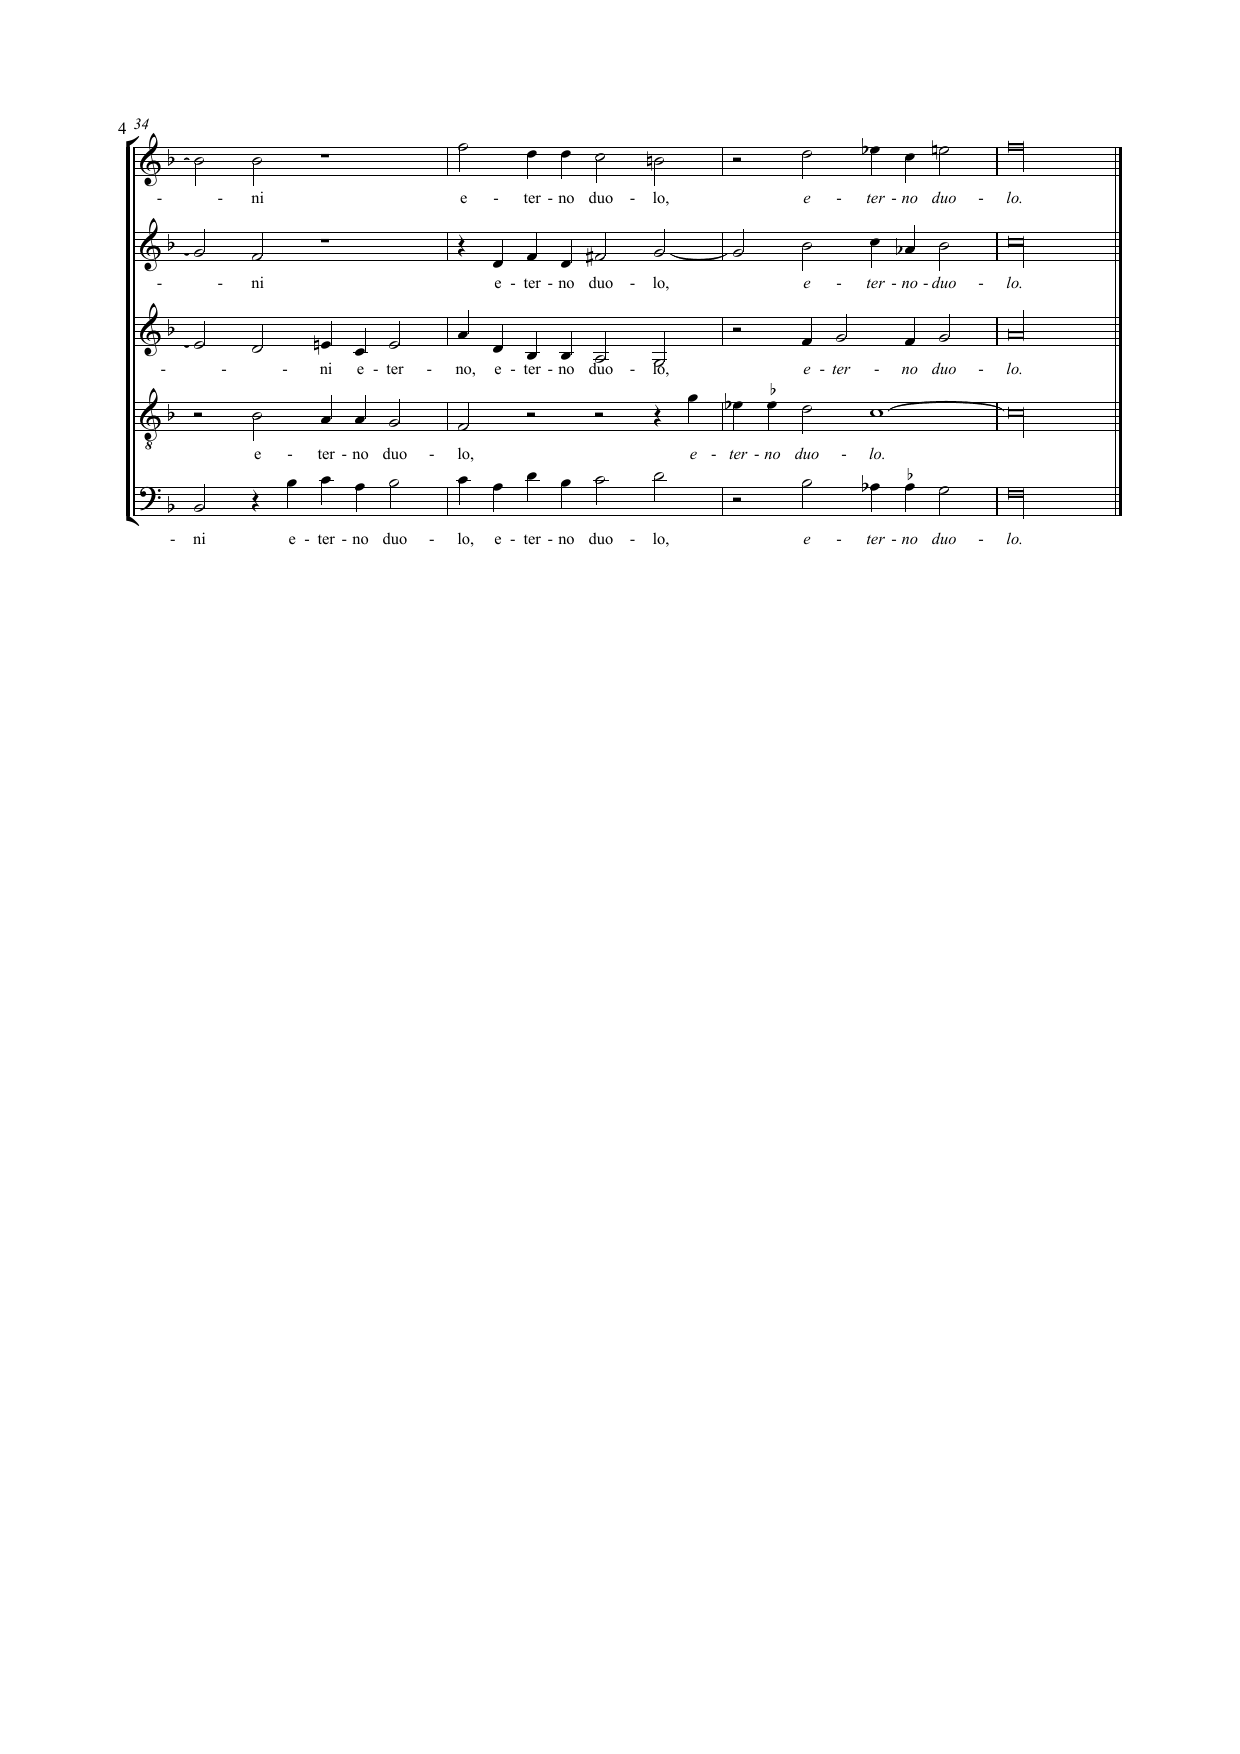 4 34
- - ni e - ter - no duo - lo, e - ter - no duo - lo.
- - ni e - ter - no duo - lo, e - ter - no - duo - lo.
- - - ni e - ter - no, e - ter - no duo - lo, e - ter - no duo - lo.
8
e - ter - no duo - lo, e - ter - no duo - lo.
- ni e - ter - no duo - lo, e - ter - no duo - lo, e - ter - no duo - lo.